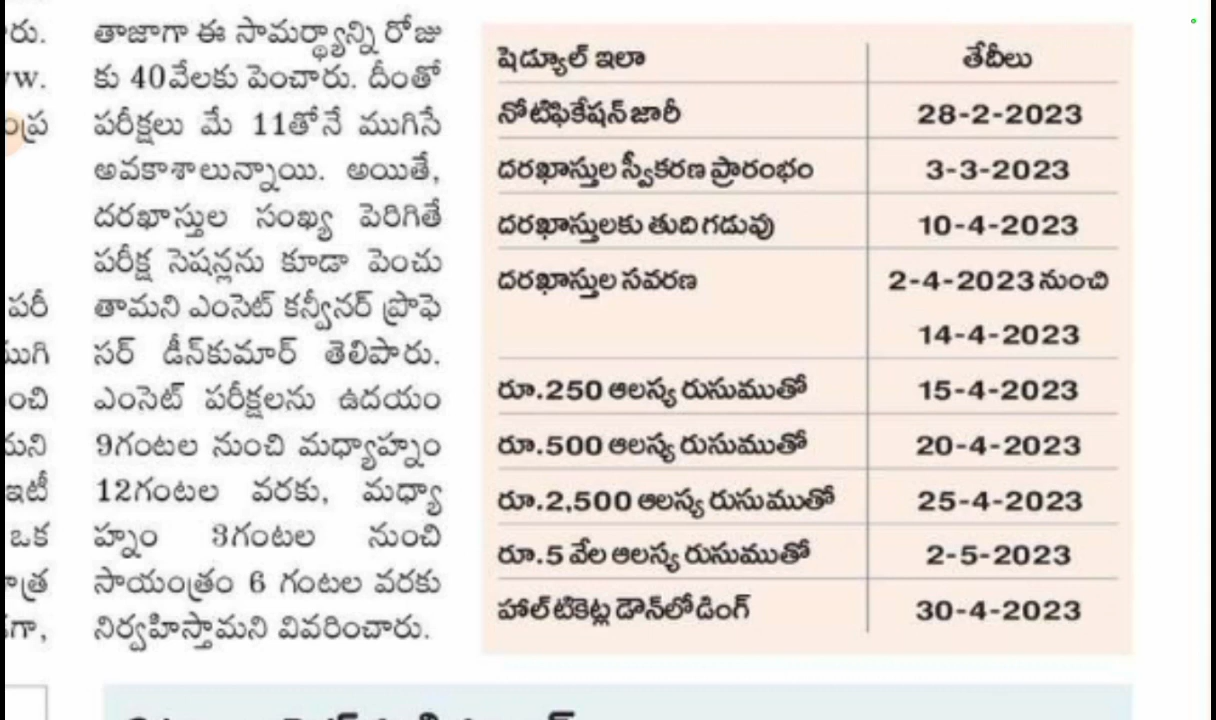 రు.
w.
ంప్ర
పరీ
ముగి
ంచి
మని
ఇటీ
ఒక
ాత్ర
గా,
తాజాగా ఈ సామర్థ్యాన్ని రోజు
కు 40వేలకు పెంచారు. దీంతో
పరీక్షలు మే 11తోనే ముగిసే
అవకాశాలున్నాయి. అయితే,
దరఖాస్తుల సంఖ్య పెరిగితే
పరీక్ష సెషన్లను కూడా పెంచు
తామని ఎంసెట్ కన్వీనర్ ప్రొఫె
సర్ డీన్‌కుమార్ తెలిపారు.
ఎంసెట్ పరీక్షలను ఉదయం
9గంటల నుంచి మధ్యాహ్నం
12గంటల వరకు, మధ్యా
హ్నం 3గంటల నుంచి
సాయంత్రం 6 గంటల వరకు
నిర్వహిస్తామని వివరించారు.
షెడ్యూల్ ఇలా తేదీలు
నోటిఫికేషన్ జారీ 28-2-2023
దరఖాస్తుల స్వీకరణ ప్రారంభం 3-3-2023
దరఖాస్తులకు తుది గడువు 10-4-2023
దరఖాస్తుల సవరణ 2-4-2023 నుంచి
14-4-2023
రూ.250 ఆలస్య రుసుముతో 15-4-2023
రూ.500 ఆలస్య రుసుముతో 20-4-2023
రూ.2,500 ఆలస్య రుసుముతో 25-4-2023
రూ.5 వేల ఆలస్య రుసుముతో 2-5-2023
హాల్‌టికెట్ల డౌన్‌లోడింగ్ 30-4-2023